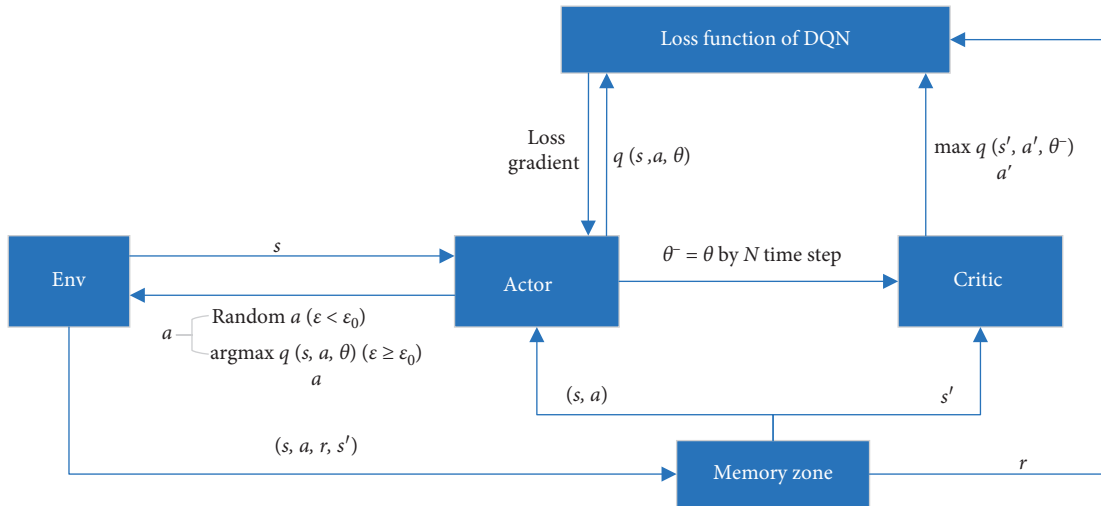 Loss function of DQN
Loss
gradient
q (s ,a, θ)
max q (s′, a′, θ⁻)
a′
Env
s
Actor
θ⁻ = θ by N time step
Critic
a
Random a (ε < ε₀)
argmax q (s, a, θ) (ε ≥ ε₀)
a
(s, a)
s′
(s, a, r, s′)
Memory zone
r